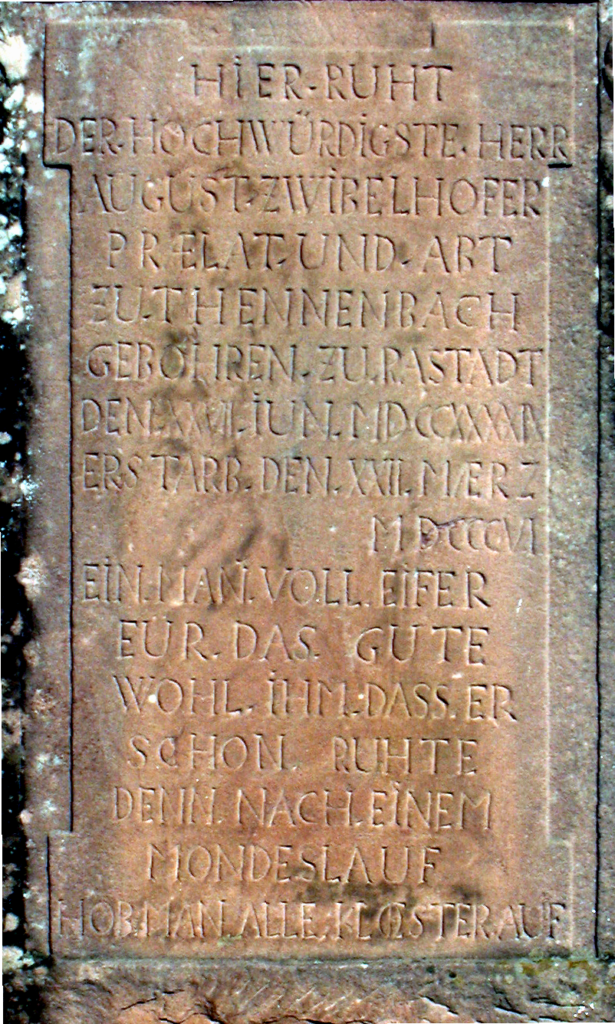 HIER·RUHT
DER·HOCHWÜRDIGSTE·HERR
AUGUST·ZWIBELHOFER
PRÆLAT·UND·ABT
ZU·THENNENBACH
GEBOHREN·ZU·RASTADT
DEN·XXVII·IUN·MDCCXXXXIX
ERSTARB·DEN·XXII·MÆRZ
MDCCCVI
EIN·MAN·VOLL·EIFER
FÜR·DAS·GUTE
WOHL·IHM·DASS·ER
SCHON RUHTE
DENN·NACH·EINEM
MONDESLAUF
HOB·MAN·ALLE·KLŒSTER·AUF